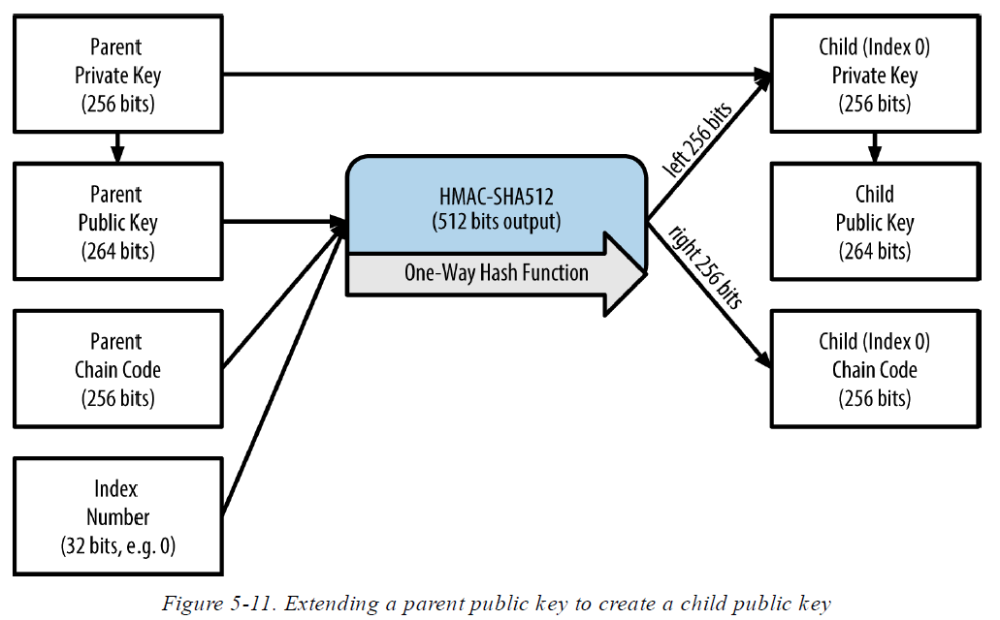 Parent
Private Key
(256 bits)
Parent
Public Key
(264 bits)
Parent
Chain Code
(256 bits)
Index
Number
(32 bits, e.g. 0)
HMAC-SHA512
(512 bits output)
One-Way Hash Function
left 256 bits
right 256 bits
Child (Index 0)
Private Key
(256 bits)
Child
Public Key
(264 bits)
Child (Index 0)
Chain Code
(256 bits)
Figure 5-11. Extending a parent public key to create a child public key